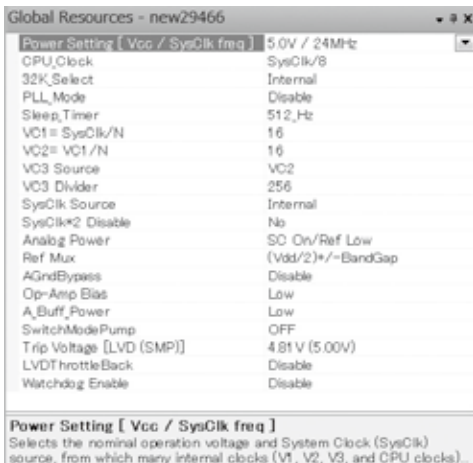 Global Resources - new29466
Power Setting [ Vcc / SysClk freq ] 5.0V / 24MHz
CPU_Clock SysClk/8
32K_Select Internal
PLL_Mode Disable
Sleep_Timer 512_Hz
VC1= SysClk/N 16
VC2= VC1/N 16
VC3 Source VC2
VC3 Divider 256
SysClk Source Internal
SysClk*2 Disable No
Analog Power SC On/Ref Low
Ref Mux (Vdd/2)+/-BandGap
AGndBypass Disable
Op-Amp Bias Low
A_Buff_Power Low
SwitchModePump OFF
Trip Voltage [LVD (SMP)] 4.81V (5.00V)
LVDThrottleBack Disable
Watchdog Enable Disable
Power Setting [ Vcc / SysClk freq ]
Selects the nominal operation voltage and System Clock (SysClk)
source, from which many internal clocks (V1, V2, V3, and CPU clocks)...